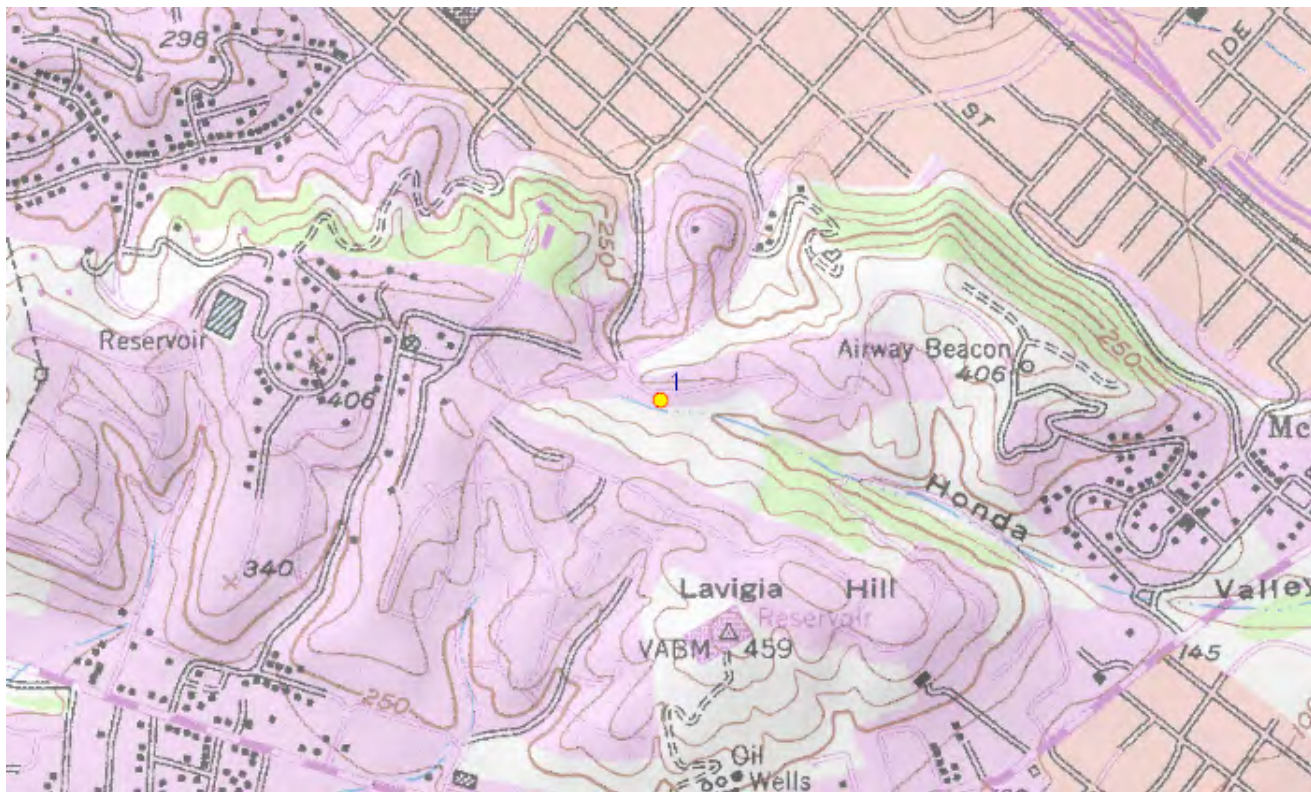 298
DE
ST
250
250
Reservoir
Airway Beacon
406
1
406
Mc
Honda
340
Lavigia Hill
Valley
Reservoir
VABM 459
145
250
Oil
Wells